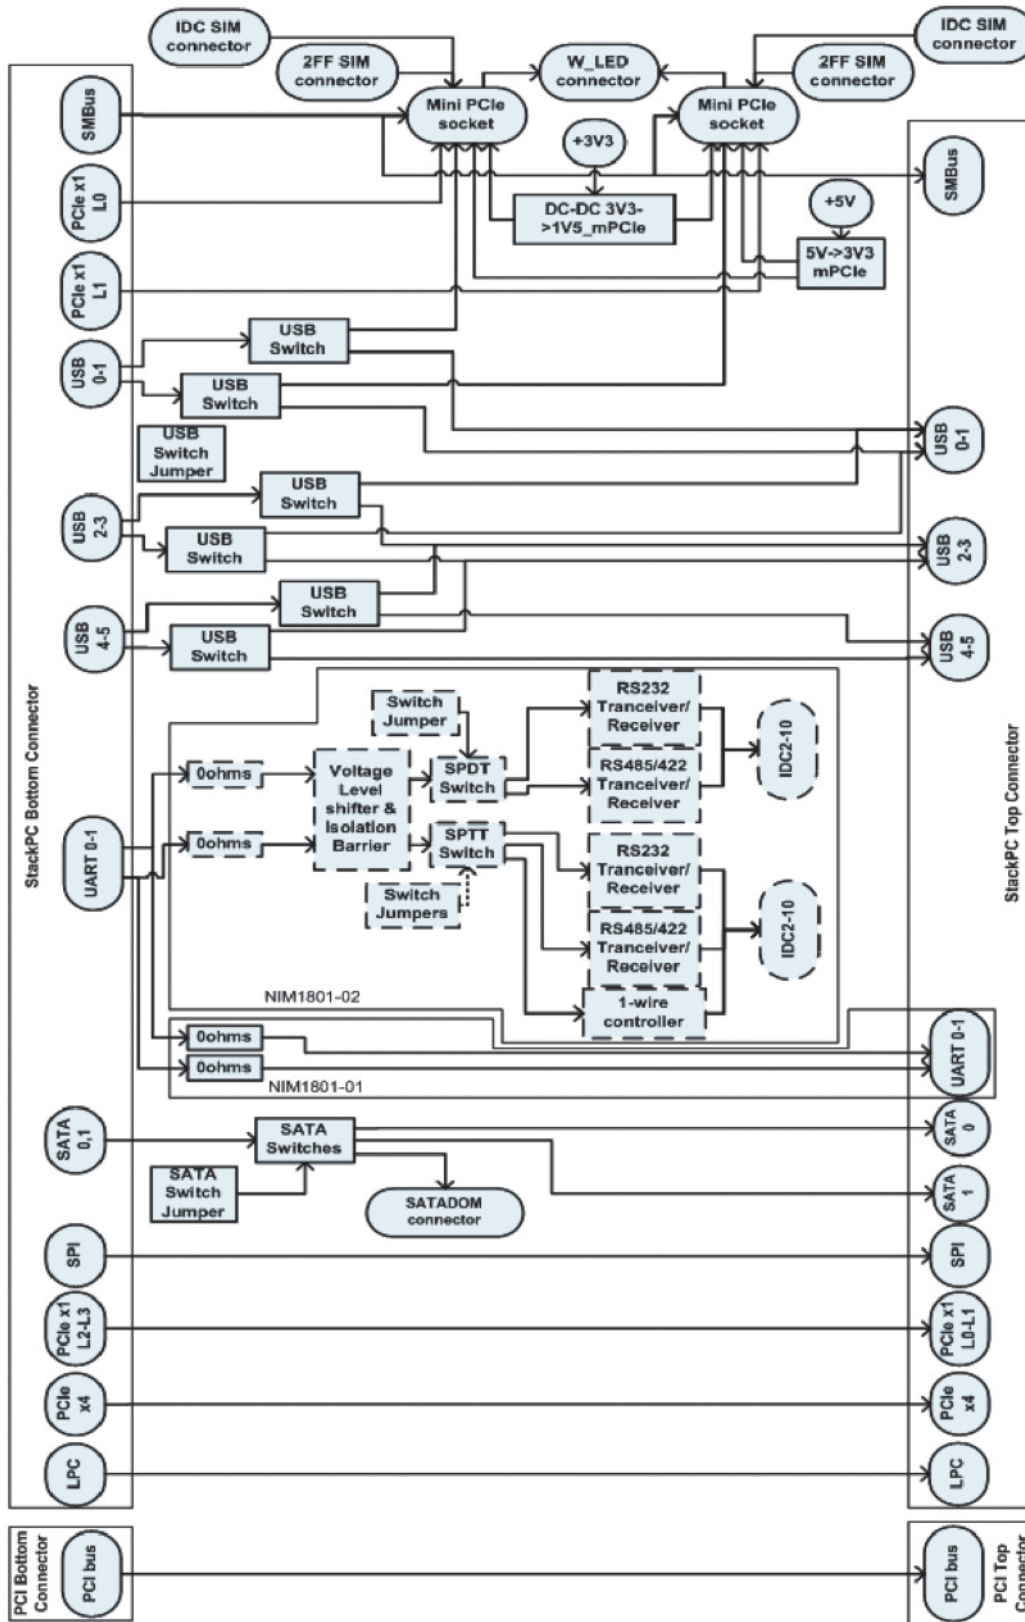 IDC SIM
connector
2FF SIM
connector
W_LED
connector
IDC SIM
connector
2FF SIM
connector
Mini PCIe
socket
Mini PCIe
socket
+3V3
DC-DC 3V3-
>1V5_mPCIe
+5V
5V->3V3
mPCIe
StackPC Bottom Connector
SMBus
PCIe x1
L0
PCIe x1
L1
USB
0-1
USB
Switch
USB
Switch
USB
Switch
Jumper
USB
2-3
USB
Switch
USB
Switch
USB
4-5
USB
Switch
USB
Switch
StackPC Top Connector
SMBus
USB
0-1
USB
2-3
USB
4-5
UART 0-1
0ohms
0ohms
Voltage
Level
shifter &
Isolation
Barrier
Switch
Jumper
SPDT
Switch
SPTT
Switch
Switch
Jumpers
RS232
Tranceiver/
Receiver
RS485/422
Tranceiver/
Receiver
IDC2-10
RS232
Tranceiver/
Receiver
RS485/422
Tranceiver/
Receiver
1-wire
controller
IDC2-10
NIM1801-02
0ohms
0ohms
NIM1801-01
UART 0-1
SATA
0,1
SATA
Switches
SATA
Switch
Jumper
SATADOM
connector
SATA
0
SATA
1
SPI
SPI
PCIe x1
L2-L3
PCIe x1
L0-L1
PCIe
x4
PCIe
x4
LPC
LPC
PCI Bottom
Connector
PCI bus
PCI bus
PCI Top
Connector